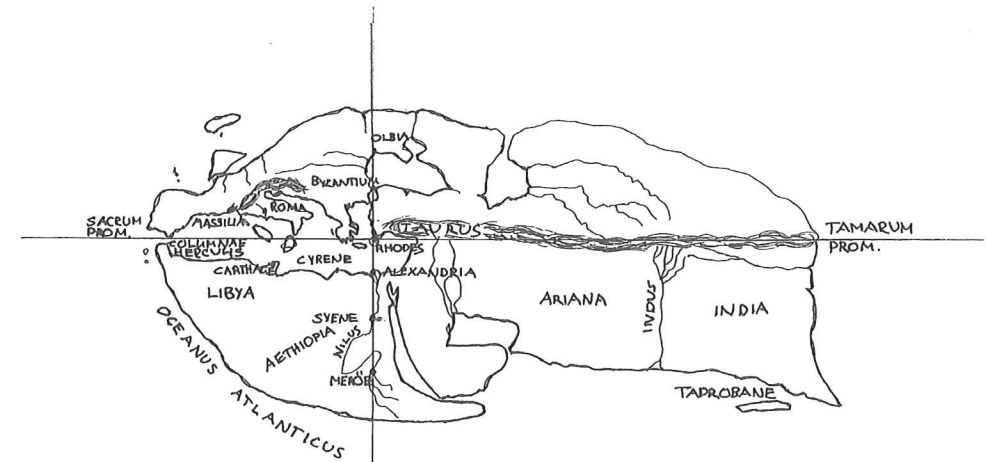 OLBIA
BYZANTIUM
ROMA
MASSILIA
SACRUM
PROM.
TAURUS
TAMARUM
PROM.
COLUMNAE
HERCULIS
RHODES
CYRENE
CARTHAGE
ALEXANDRIA
LIBYA
ARIANA
INDUS
INDIA
SYENE
NILUS
AETHIOPIA
MEROË
OCEANUS ATLANTICUS
TAPROBANE